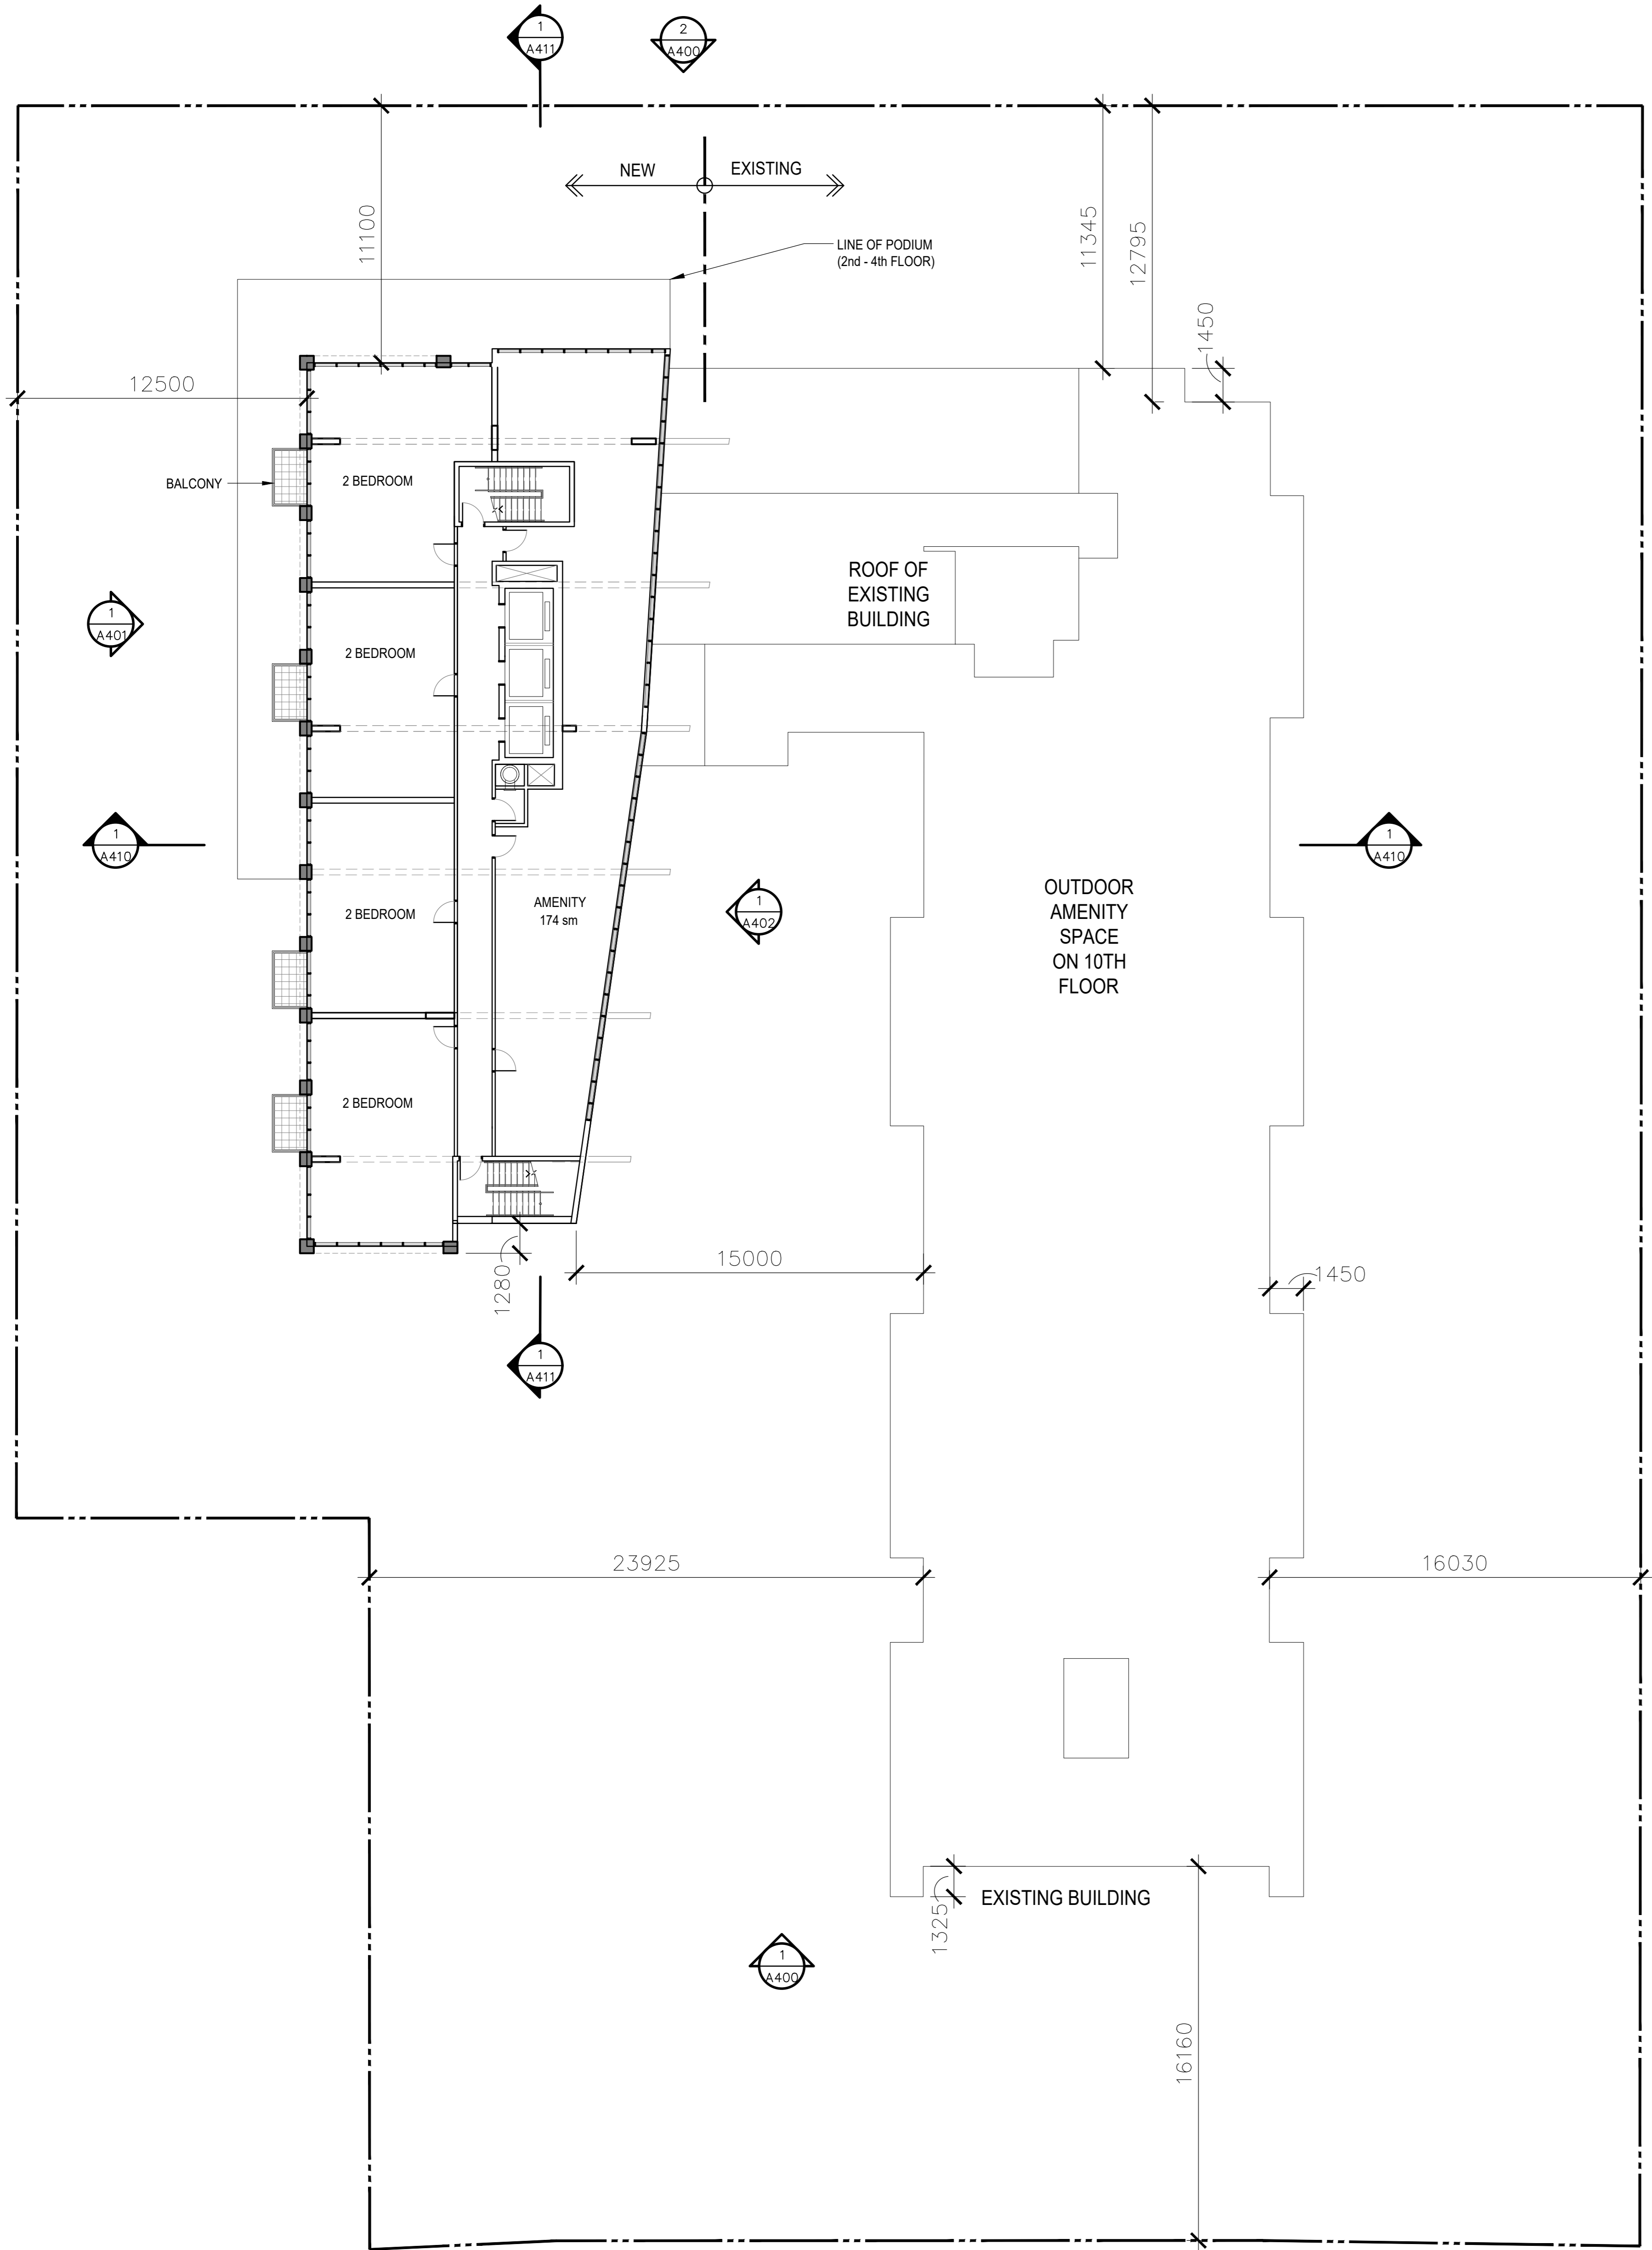 1
A411
2
A400
NEW
EXISTING
11100
11345
12795
LINE OF PODIUM
(2nd - 4th FLOOR)
1450
12500
BALCONY
2 BEDROOM
ROOF OF
EXISTING
BUILDING
1
A401
2 BEDROOM
1
A410
1
A410
AMENITY
174 sm
2 BEDROOM
1
A402
OUTDOOR
AMENITY
SPACE
ON 10TH
FLOOR
2 BEDROOM
1280
15000
1450
1
A411
23925
16030
1325
EXISTING BUILDING
1
A400
16160